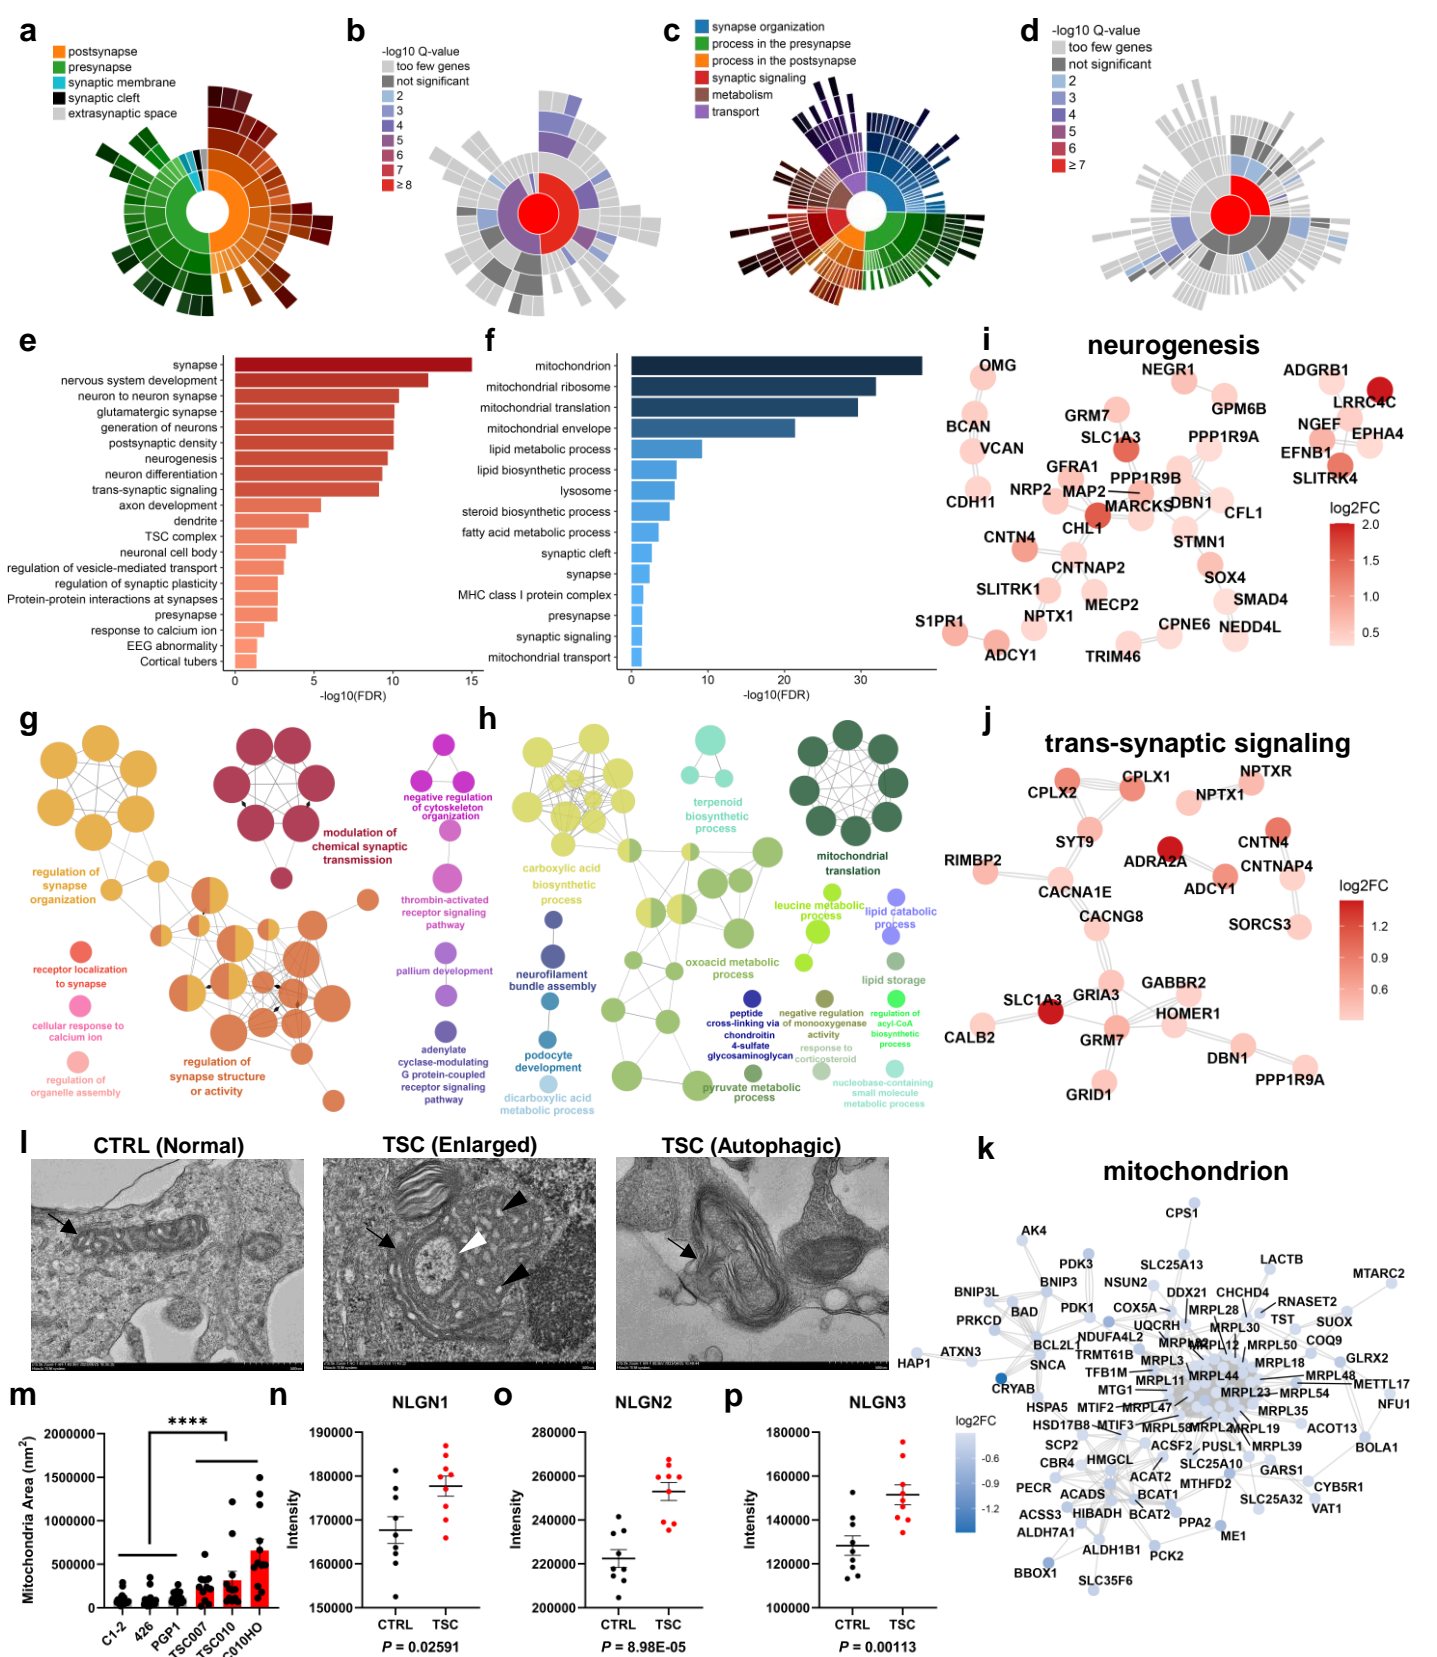 a
postsynapse
presynapse
synaptic membrane
synaptic cleft
extrasynaptic space
b
-log10 Q-value
too few genes
not significant
2
3
4
5
6
7
≥ 8
c
synapse organization
process in the presynapse
process in the postsynapse
synaptic signaling
metabolism
transport
d
-log10 Q-value
too few genes
not significant
2
3
4
5
6
≥ 7
e
synapse
nervous system development
neuron to neuron synapse
glutamatergic synapse
generation of neurons
postsynaptic density
neurogenesis
neuron differentiation
trans-synaptic signaling
axon development
dendrite
TSC complex
neuronal cell body
regulation of vesicle-mediated transport
regulation of synaptic plasticity
Protein-protein interactions at synapses
presynapse
response to calcium ion
EEG abnormality
Cortical tubers
0 5 10 15
-log10(FDR)
f
mitochondrion
mitochondrial ribosome
mitochondrial translation
mitochondrial envelope
lipid metabolic process
lipid biosynthetic process
lysosome
steroid biosynthetic process
fatty acid metabolic process
synaptic cleft
synapse
MHC class I protein complex
presynapse
synaptic signaling
mitochondrial transport
0 10 20 30
-log10(FDR)
i
neurogenesis
OMG
NEGR1
ADGRB1
LRRC4C
BCAN
GRM7
GPM6B
NGEF
VCAN
SLC1A3
PPP1R9A
EPHA4
EFNB1
GFRA1
PPP1R9B
SLITRK4
CDH11
NRP2
MAP2
DBN1
MARCKS
CFL1
CHL1
CNTN4
STMN1
CNTNAP2
SOX4
SLITRK1
MECP2
SMAD4
S1PR1
NPTX1
CPNE6
NEDD4L
ADCY1
TRIM46
log2FC
2.0
1.5
1.0
0.5
g
regulation of
synapse
organization
modulation of
chemical synaptic
transmission
negative regulation
of cytoskeleton
organization
thrombin-activated
receptor signaling
pathway
receptor localization
to synapse
pallium development
cellular response to
calcium ion
regulation of
organelle assembly
regulation of
synapse structure
or activity
adenylate
cyclase-modulating
G protein-coupled
receptor signaling
pathway
h
carboxylic acid
biosynthetic
process
terpenoid
biosynthetic
process
mitochondrial
translation
leucine metabolic
process
lipid catabolic
process
neurofilament
bundle assembly
oxoacid metabolic
process
lipid storage
peptide
cross-linking via
chondroitin
4-sulfate
glycosaminoglycan
negative regulation
of monooxygenase
activity
regulation of
acyl-CoA
biosynthetic
process
response to
corticosteroid
podocyte
development
dicarboxylic acid
metabolic process
pyruvate metabolic
process
nucleobase-containing
small molecule
metabolic process
j
trans-synaptic signaling
CPLX2
CPLX1
NPTXR
NPTX1
SYT9
CNTN4
RIMBP2
ADRA2A
CNTNAP4
ADCY1
CACNA1E
CACNG8
SORCS3
SLC1A3
GRIA3
GABBR2
HOMER1
CALB2
GRM7
DBN1
PPP1R9A
GRID1
log2FC
1.2
0.9
0.6
l
CTRL (Normal)
TSC (Enlarged)
TSC (Autophagic)
k
mitochondrion
CPS1
AK4
PDK3
SLC25A13
LACTB
MTARC2
BNIP3
NSUN2
BNIP3L
DDX21
CHCHD4
BAD
PDK1
COX5A
MRPL28
RNASET2
PRKCD
UQCRH
MRPL30
TST
SUOX
NDUFA4L2
MRPL12
MRPL50
COQ9
BCL2L1
TRMT61B
MRPL3
MRPL18
GLRX2
HAP1
ATXN3
SNCA
TFB1M
MRPL44
MRPL48
METTL17
MRPL11
CRYAB
MTG1
MRPL23
MRPL54
NFU1
HSPA5
MTIF2
MRPL47
MRPL35
HSD17B8
MTIF3
MRPL58
MRPL2
MRPL19
ACOT13
SCP2
ACSF2
PUSL1
MRPL39
BOLA1
CBR4
HMGCL
SLC25A10
GARS1
ACAT2
MTHFD2
CYB5R1
PECR
ACADS
BCAT1
SLC25A32
VAT1
ACSS3
HIBADH
BCAT2
PPA2
ALDH7A1
ME1
ALDH1B1
PCK2
BBOX1
SLC35F6
log2FC
-0.6
-0.9
-1.2
m
Mitochondria Area (nm²)
2000000
1500000
1000000
500000
0
****
C1-2
426
PGP1
TSC007
TSC010
C010HO
n
NLGN1
Intensity
190000
180000
170000
160000
150000
CTRL TSC
P = 0.02591
o
NLGN2
Intensity
280000
260000
240000
220000
200000
CTRL TSC
P = 8.98E-05
p
NLGN3
Intensity
180000
160000
140000
120000
100000
CTRL TSC
P = 0.00113